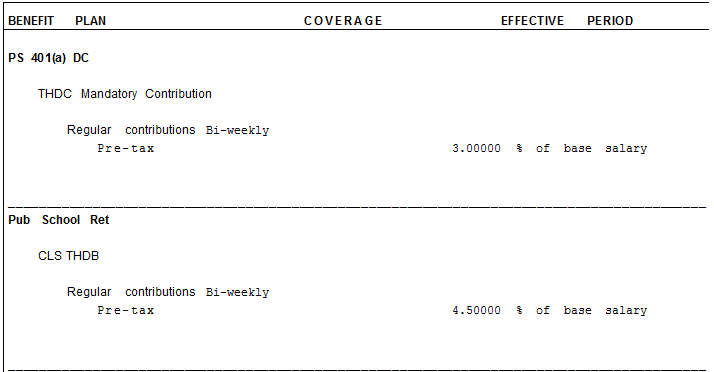 BENEFIT PLAN COVERAGE EFFECTIVE PERIOD
PS 401(a) DC
THDC Mandatory Contribution
Regular contributions Bi-weekly
Pre-tax 3.00000 % of base salary
Pub School Ret
CLS THDB
Regular contributions Bi-weekly
Pre-tax 4.50000 % of base salary